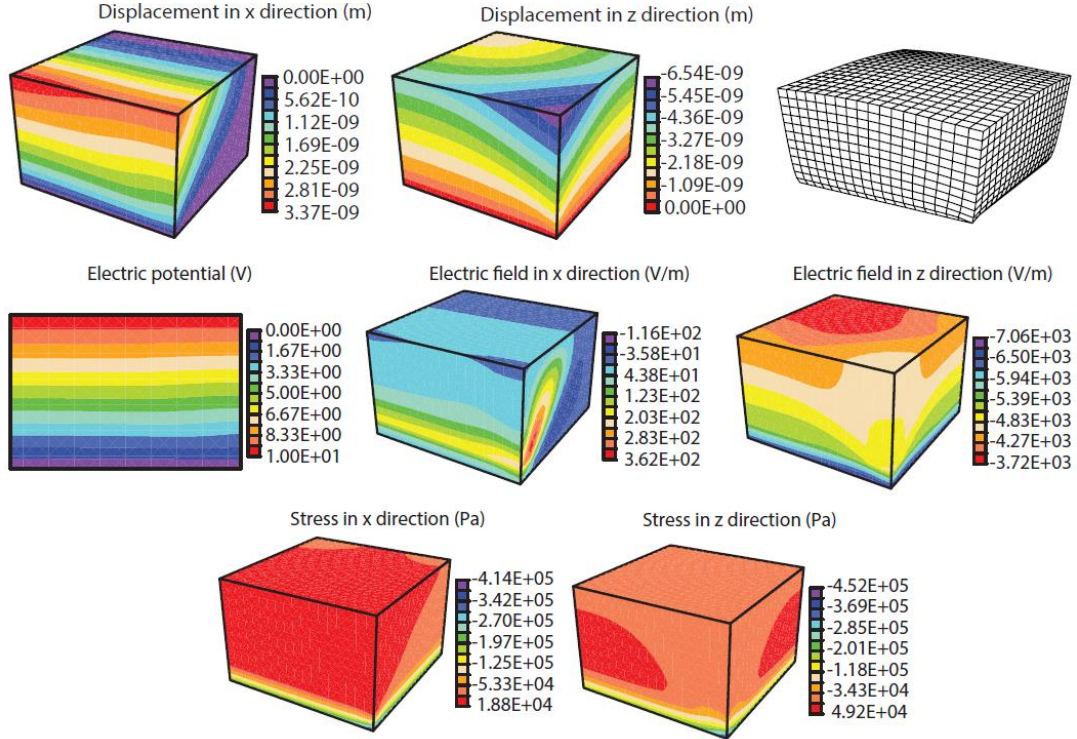 Displacement in x direction (m)
0.00E+00
5.62E-10
1.12E-09
1.69E-09
2.25E-09
2.81E-09
3.37E-09
Displacement in z direction (m)
-6.54E-09
-5.45E-09
-4.36E-09
-3.27E-09
-2.18E-09
-1.09E-09
0.00E+00
Electric potential (V)
0.00E+00
1.67E+00
3.33E+00
5.00E+00
6.67E+00
8.33E+00
1.00E+01
Electric field in x direction (V/m)
-1.16E+02
-3.58E+01
4.38E+01
1.23E+02
2.03E+02
2.83E+02
3.62E+02
Electric field in z direction (V/m)
-7.06E+03
-6.50E+03
-5.94E+03
-5.39E+03
-4.83E+03
-4.27E+03
-3.72E+03
Stress in x direction (Pa)
-4.14E+05
-3.42E+05
-2.70E+05
-1.97E+05
-1.25E+05
-5.33E+04
1.88E+04
Stress in z direction (Pa)
-4.52E+05
-3.69E+05
-2.85E+05
-2.01E+05
-1.18E+05
-3.43E+04
4.92E+04